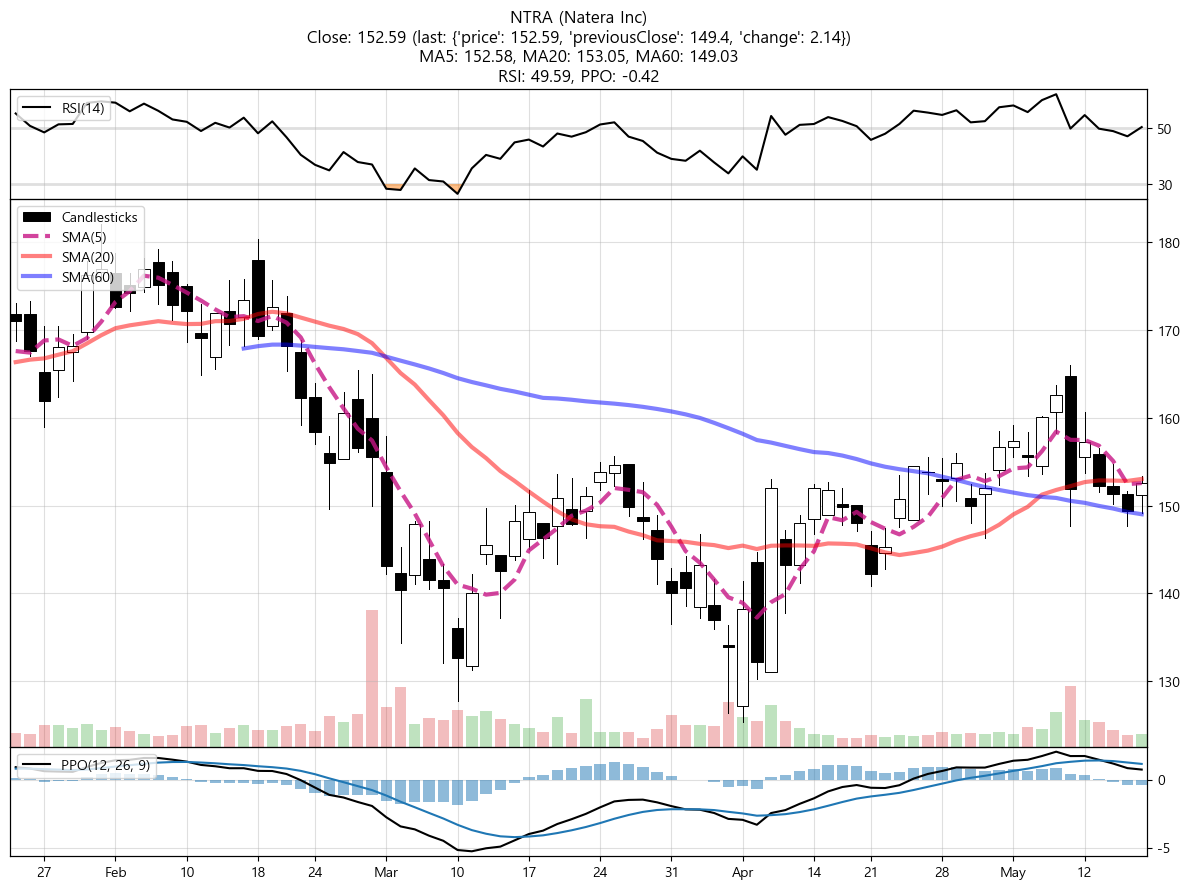 NTRA (Natera Inc)
Close: 152.59 (last: {'price': 152.59, 'previousClose': 149.4, 'change': 2.14})
MA5: 152.58, MA20: 153.05, MA60: 149.03
RSI: 49.59, PPO: -0.42
RSI(14)
50
30
Candlesticks
SMA(5)
SMA(20)
SMA(60)
180
170
160
150
140
130
PPO(12, 26, 9)
0
-5
27 Feb 10 18 24 Mar 10 17 24 Apr 14 21 28 May 12